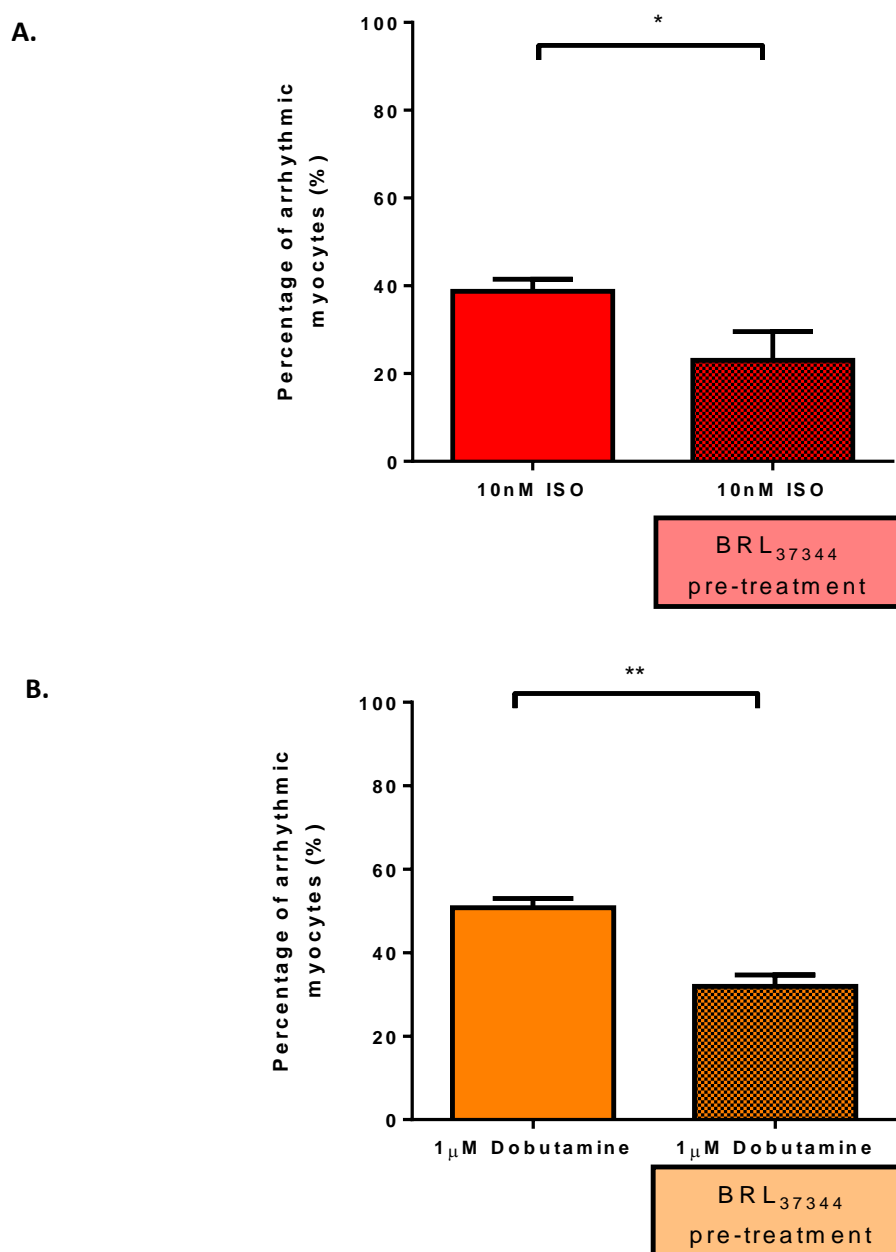 A.
*
100
80
60
40
20
0
Percentage of arrhythmic
myocytes (%)
10nM ISO
10nM ISO
BRL37344
pre-treatment
B.
**
100
80
60
40
20
0
Percentage of arrhythmic
myocytes (%)
1μM Dobutamine
1μM Dobutamine
BRL37344
pre-treatment